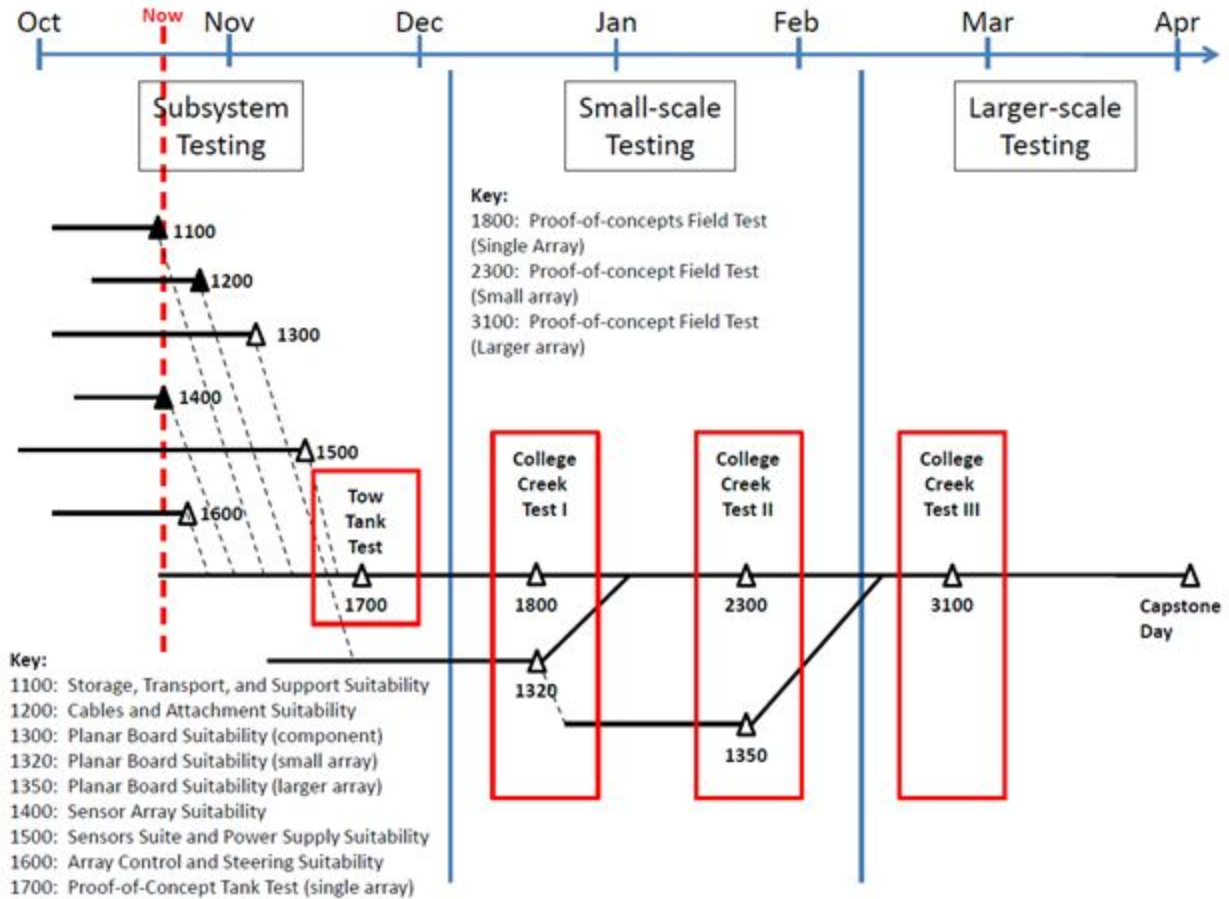 Oct Now Nov Dec Jan Feb Mar Apr
Subsystem
Testing
Small-scale
Testing
Larger-scale
Testing
Key:
1800: Proof-of-concepts Field Test
(Single Array)
2300: Proof-of-concept Field Test
(Small array)
3100: Proof-of-concept Field Test
(Larger array)
1100
1200
1300
1400
1500
1600
Tow
Tank
Test
1700
College
Creek
Test I
1800
1320
College
Creek
Test II
2300
1350
College
Creek
Test III
3100
Capstone
Day
Key:
1100: Storage, Transport, and Support Suitability
1200: Cables and Attachment Suitability
1300: Planar Board Suitability (component)
1320: Planar Board Suitability (small array)
1350: Planar Board Suitability (larger array)
1400: Sensor Array Suitability
1500: Sensors Suite and Power Supply Suitability
1600: Array Control and Steering Suitability
1700: Proof-of-Concept Tank Test (single array)